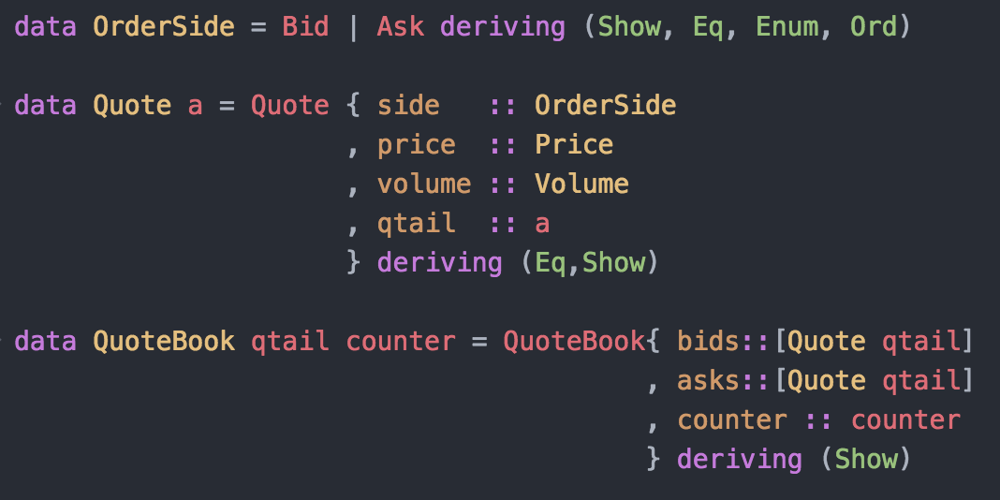 data OrderSide = Bid | Ask deriving (Show, Eq, Enum, Ord)
data Quote a = Quote { side   :: OrderSide
                     , price  :: Price
                     , volume :: Volume
                     , qtail  :: a
                     } deriving (Eq,Show)
data QuoteBook qtail counter = QuoteBook{ bids::[Quote qtail]
                                        , asks::[Quote qtail]
                                        , counter :: counter
                                        } deriving (Show)